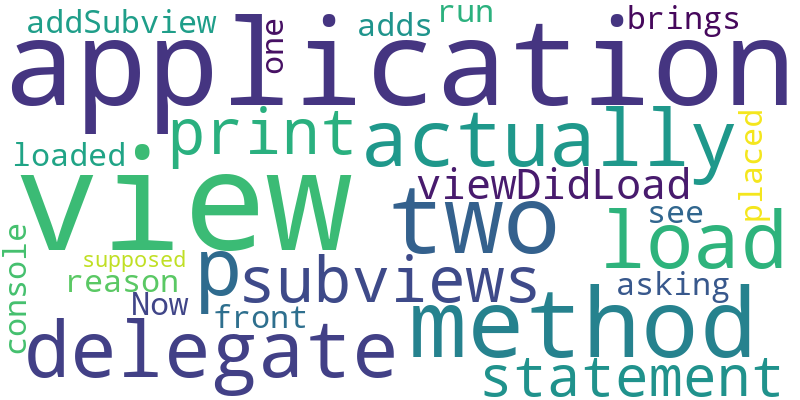 addSubview one adds run brings
application
print actually placed
loaded view viewDidLoad
two see load
console supposed p subviews
reason asking
Now front method
delegate statement